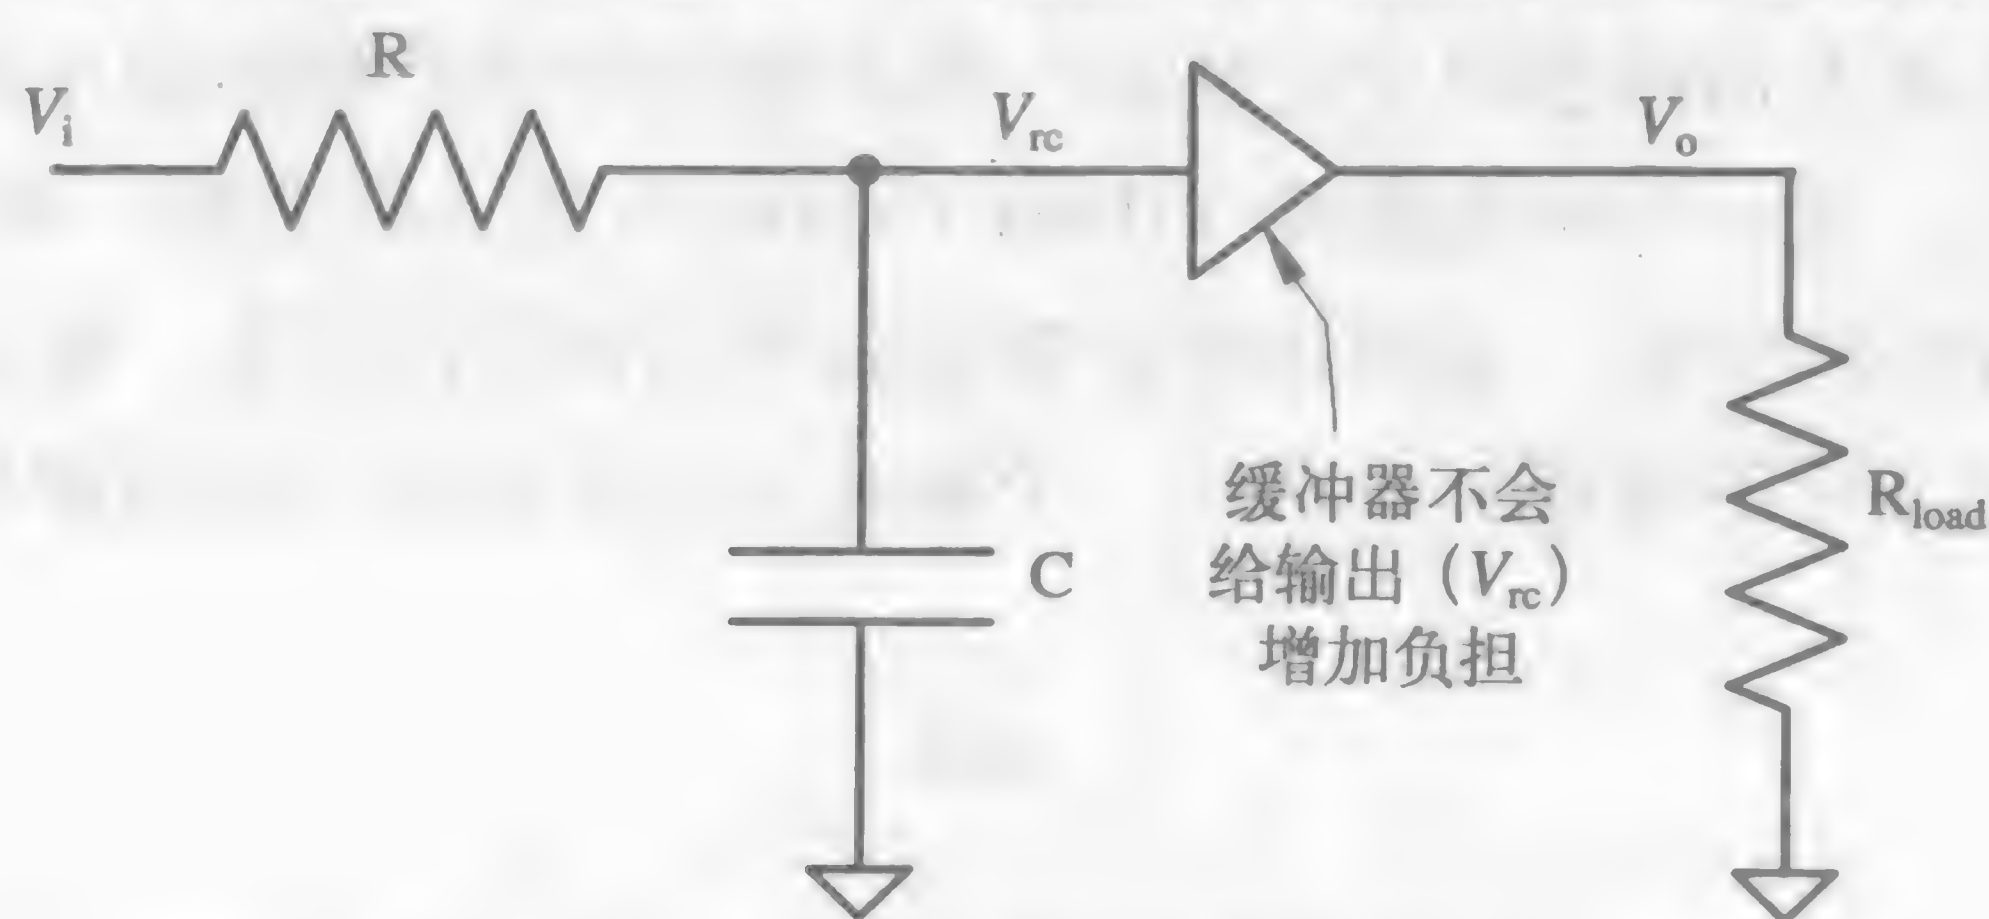 R
Vi
Vrc
Vo
Rload
C
缓冲器不会
给输出（Vrc）
增加负担